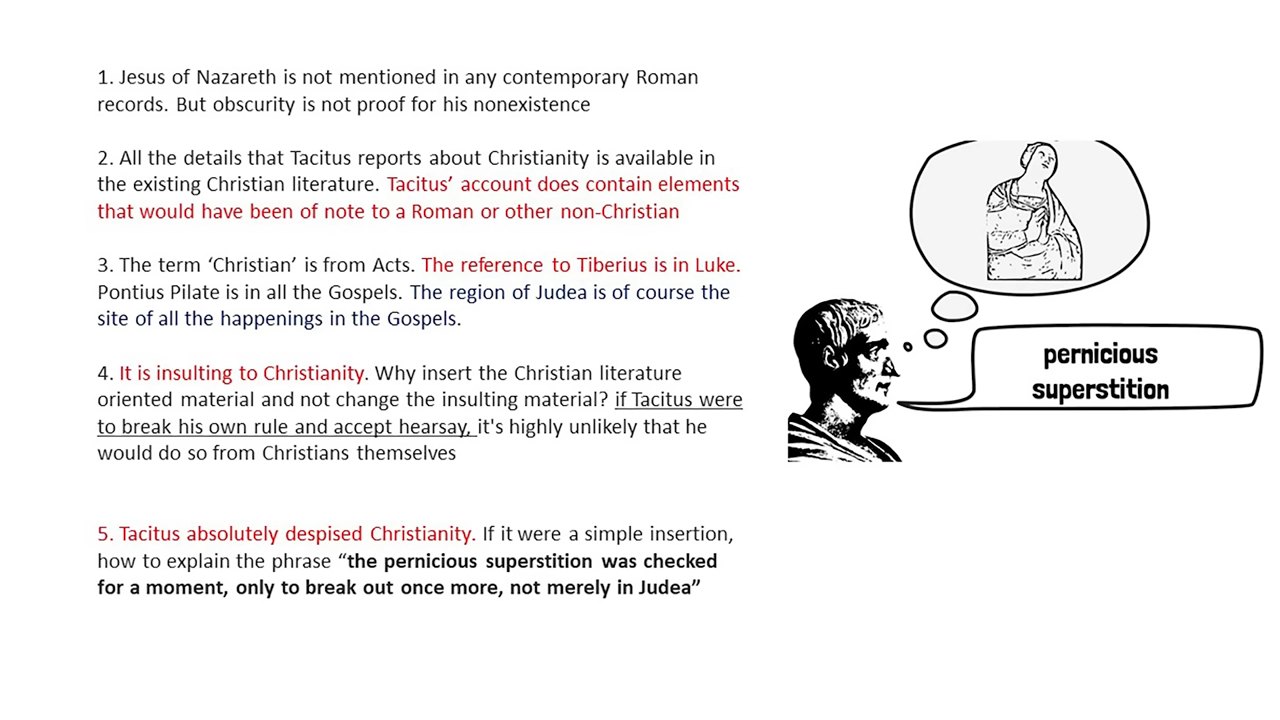 1. Jesus of Nazareth is not mentioned in any contemporary Roman
records. But obscurity is not proof for his nonexistence
2. All the details that Tacitus reports about Christianity is available in
the existing Christian literature. Tacitus’ account does contain elements
that would have been of note to a Roman or other non-Christian
3. The term ‘Christian’ is from Acts. The reference to Tiberius is in Luke.
Pontius Pilate is in all the Gospels. The region of Judea is of course the
site of all the happenings in the Gospels.
4. It is insulting to Christianity. Why insert the Christian literature
oriented material and not change the insulting material? if Tacitus were
to break his own rule and accept hearsay, it's highly unlikely that he
would do so from Christians themselves
5. Tacitus absolutely despised Christianity. If it were a simple insertion,
how to explain the phrase “the pernicious superstition was checked
for a moment, only to break out once more, not merely in Judea”
pernicious
superstition